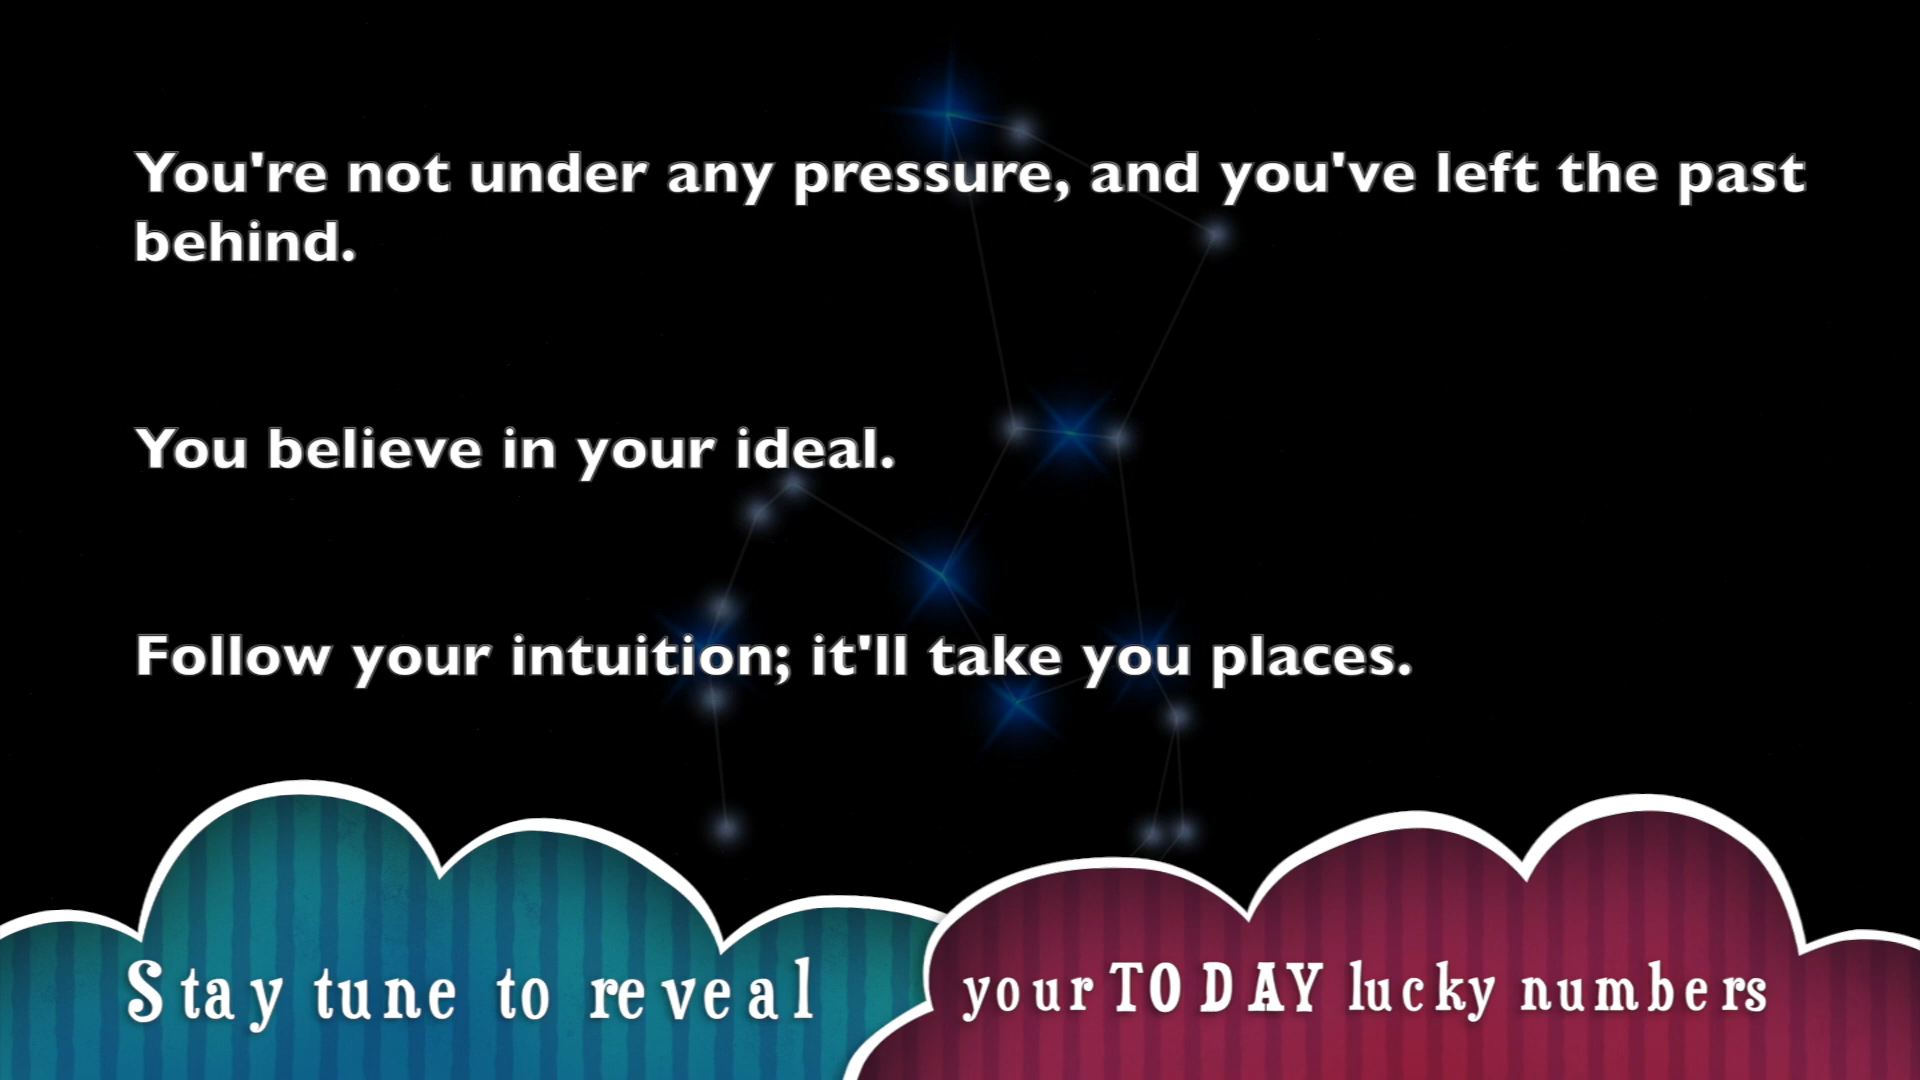 You're not under any pressure, and you've left the past
behind.
You believe in your ideal.
Follow your intuition; it'll take you places.
Stay tune to reveal your TODAY lucky numbers